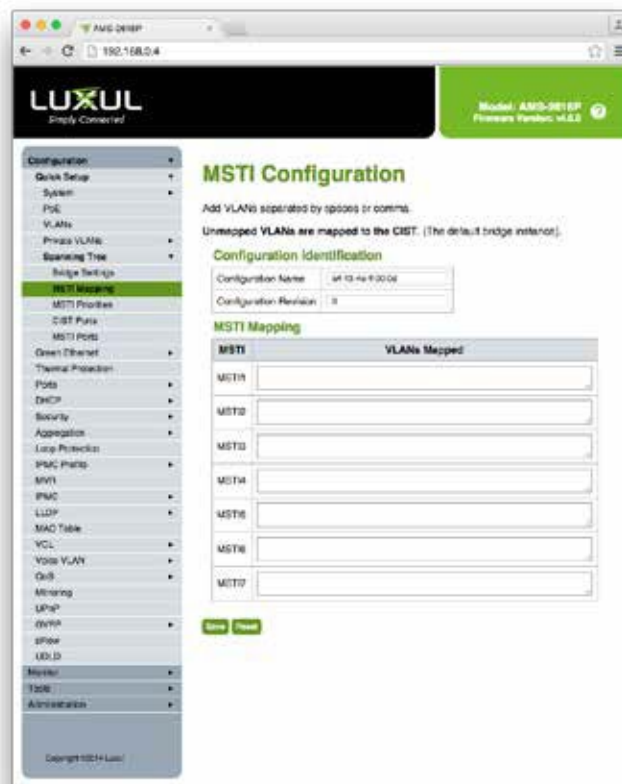 AMS-2816P
192.168.0.4
LUXUL
Simply Connected
Firmware Version:
Configuration
Quick Setup
System
PoE
VLANs
Private VLANs
Spanning Tree
Bridge Settings
MSTI Mapping
MSTI Priorities
CIST Ports
MSTI Ports
Green Ethernet
Thermal Protection
Ports
DHCP
Security
Aggregation
Loop Protection
IPMC Profile
MVR
IPMC
LLDP
MAC Table
VCL
Voice VLAN
QoS
Mirroring
UPnP
GVRP
sFlow
UDLD
Monitor
Tools
Administration
Copyright ©2014 Luxul
MSTI Configuration
Add VLANs separated by spaces or comma.
Unmapped VLANs are mapped to the CIST. (The default bridge instance).
Configuration Identification
Configuration Name
Configuration Revision 0
MSTI Mapping
MSTI VLANs Mapped
MSTI1
MSTI2
MSTI3
MSTI4
MSTI5
MSTI6
MSTI7
Save Reset